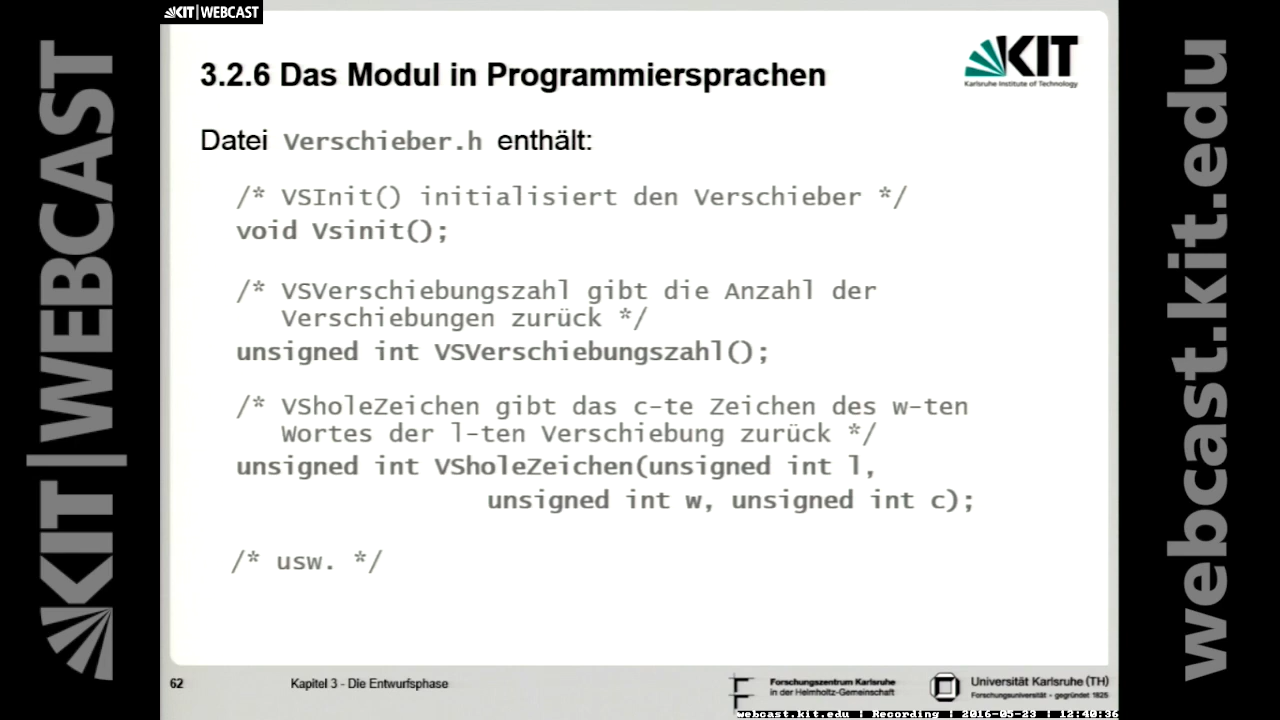 KIT|WEBCAST
3.2.6 Das Modul in Programmiersprachen
KIT
Karlsruhe Institute of Technology
Datei Verschieber.h enthält:
/* VSInit() initialisiert den Verschieber */
void Vsinit();
/* VSVerschiebungszahl gibt die Anzahl der
Verschiebungen zurück */
unsigned int VSVerschiebungszahl();
/* VSholeZeichen gibt das c-te Zeichen des w-ten
Wortes der l-ten Verschiebung zurück */
unsigned int VSholeZeichen(unsigned int l,
unsigned int w, unsigned int c);
/* usw. */
62
Kapitel 3 - Die Entwurfsphase
Forschungszentrum Karlsruhe
in der Helmholtz-Gemeinschaft
Universität Karlsruhe (TH)
Forschungsuniversität • gegründet 1825
webcast.kit.edu | Recording | 2016-05-23 | 12:40:36
KIT|WEBCAST
webcast.kit.edu